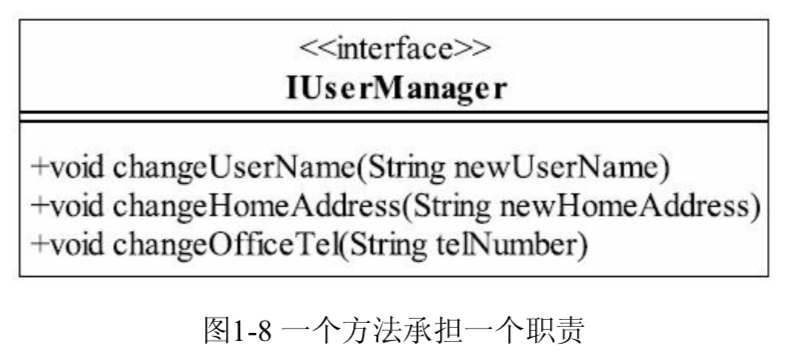 <<interface>>
IUserManager
+void changeUserName(String newUserName)
+void changeHomeAddress(String newHomeAddress)
+void changeOfficeTel(String telNumber)
图1-8 一个方法承担一个职责